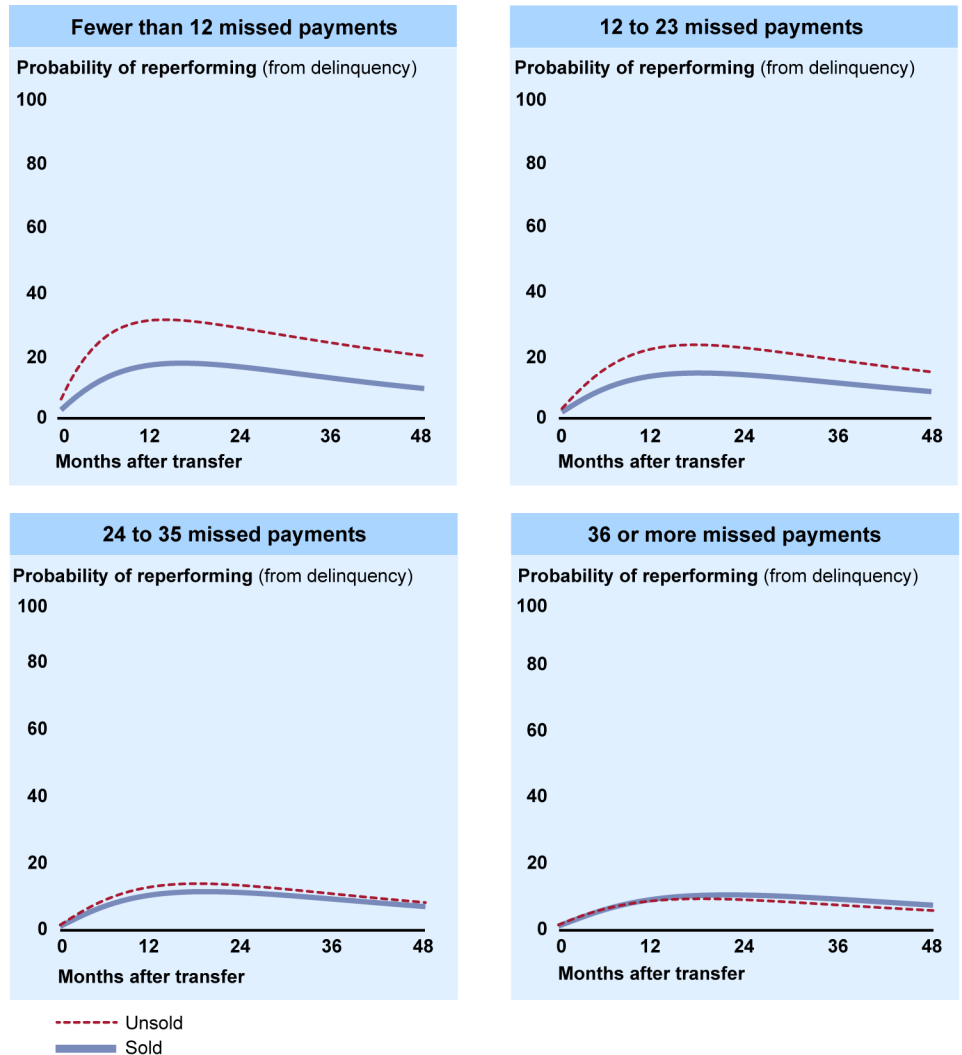 Fewer than 12 missed payments
Probability of reperforming (from delinquency)
100
80
60
40
20
0
0 12 24 36 48
Months after transfer
12 to 23 missed payments
Probability of reperforming (from delinquency)
100
80
60
40
20
0
0 12 24 36 48
Months after transfer
24 to 35 missed payments
Probability of reperforming (from delinquency)
100
80
60
40
20
0
0 12 24 36 48
Months after transfer
36 or more missed payments
Probability of reperforming (from delinquency)
100
80
60
40
20
0
0 12 24 36 48
Months after transfer
Unsold
Sold